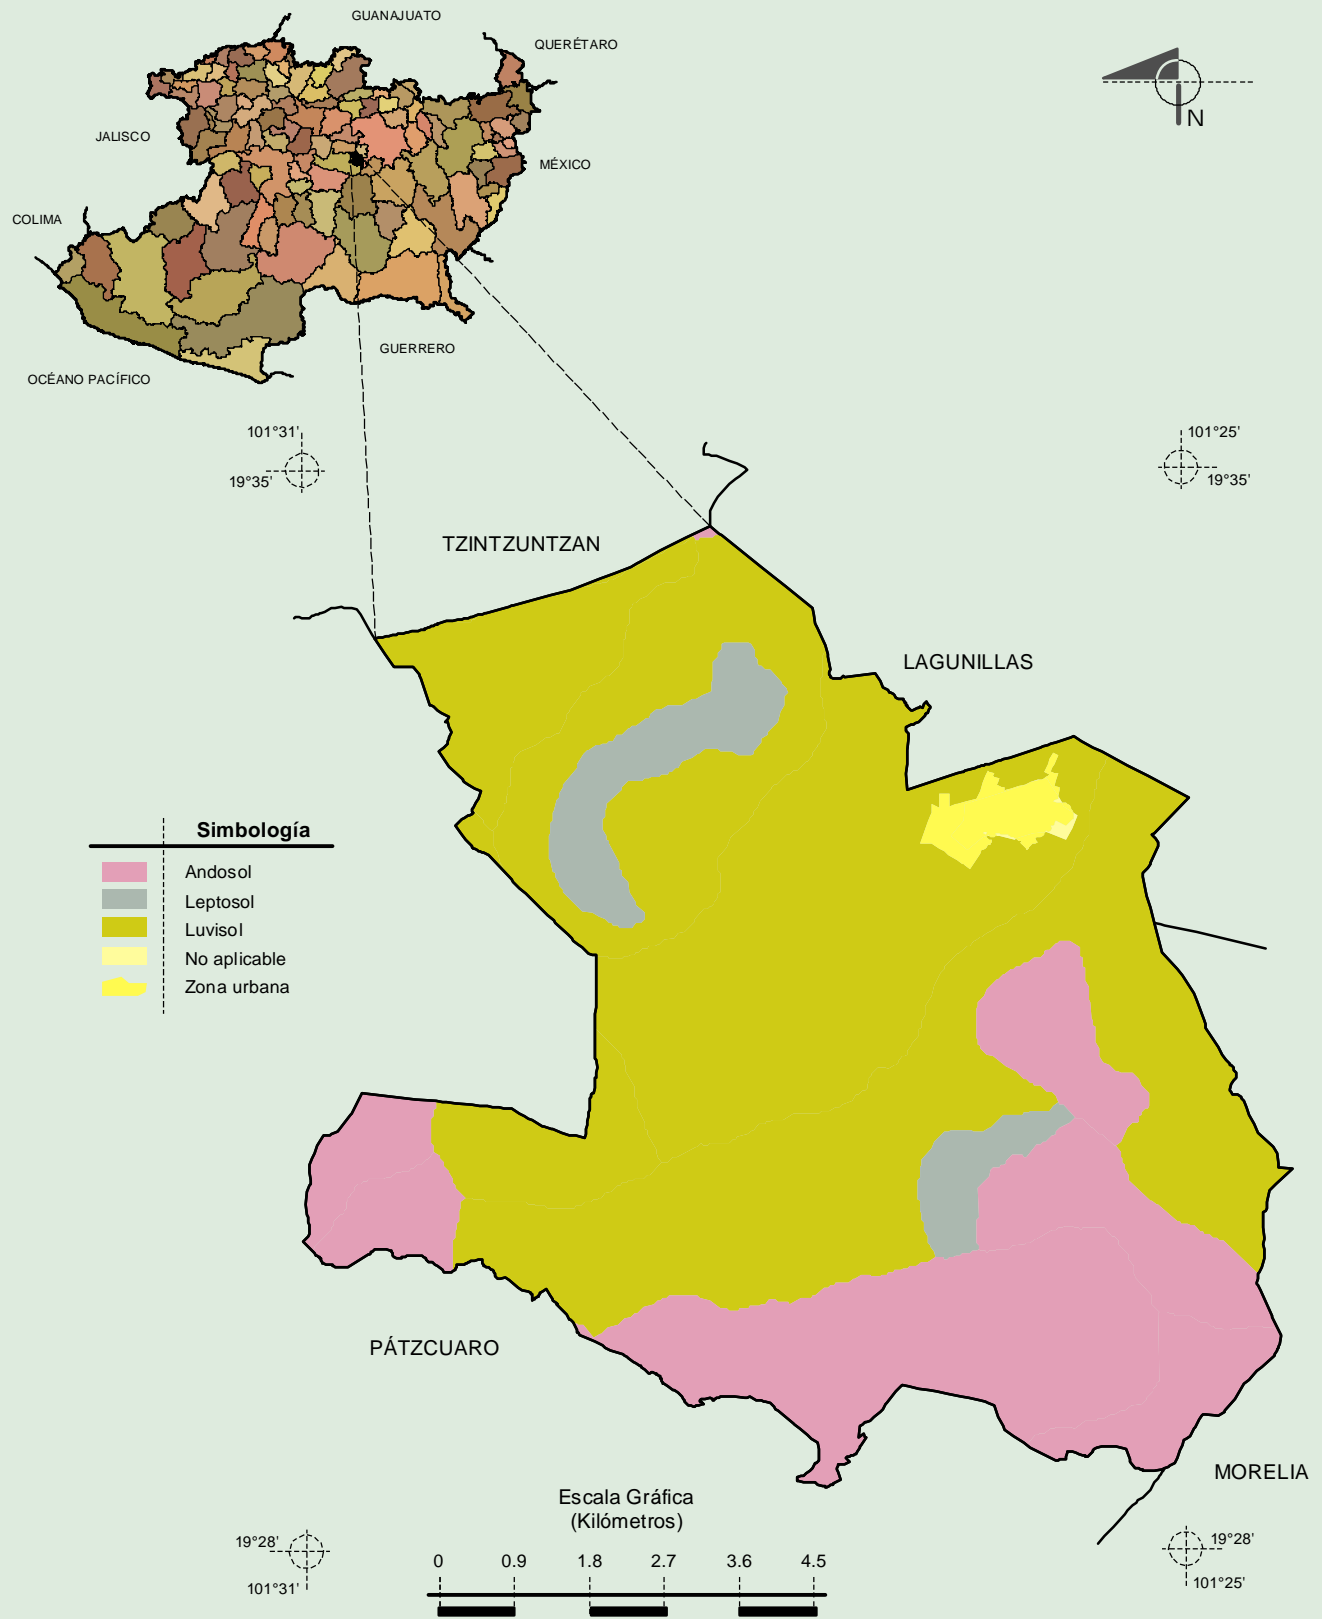 GUANAJUATO
QUERÉTARO
JALISCO
MÉXICO
COLIMA
GUERRERO
OCÉANO PACÍFICO
N
101°31'
19°35'
101°25'
19°35'
TZINTZUNTZAN
LAGUNILLAS
Simbología
Andosol
Leptosol
Luvisol
No aplicable
Zona urbana
PÁTZCUARO
MORELIA
Escala Gráfica
(Kilómetros)
0 0.9 1.8 2.7 3.6 4.5
19°28'
101°31'
19°28'
101°25'